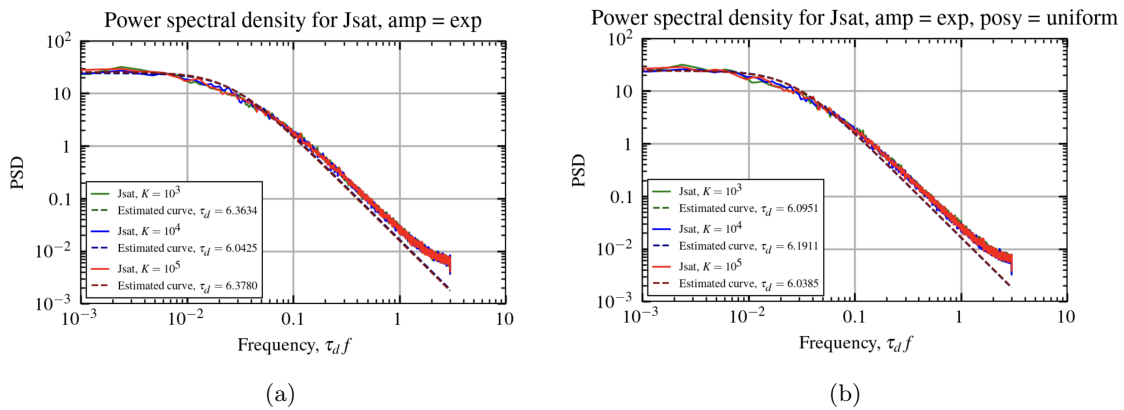 Power spectral density for Jsat, amp = exp
10²
10
1
0.1
10⁻²
10⁻³
PSD
Jsat, K = 10³
Estimated curve, τ_d = 6.3634
Jsat, K = 10⁴
Estimated curve, τ_d = 6.0425
Jsat, K = 10⁵
Estimated curve, τ_d = 6.3780
10⁻³ 10⁻² 0.1 1 10
Frequency, τ_d f
(a)
Power spectral density for Jsat, amp = exp, posy = uniform
10²
10
1
0.1
10⁻²
10⁻³
PSD
Jsat, K = 10³
Estimated curve, τ_d = 6.0951
Jsat, K = 10⁴
Estimated curve, τ_d = 6.1911
Jsat, K = 10⁵
Estimated curve, τ_d = 6.0385
10⁻³ 10⁻² 0.1 1 10
Frequency, τ_d f
(b)